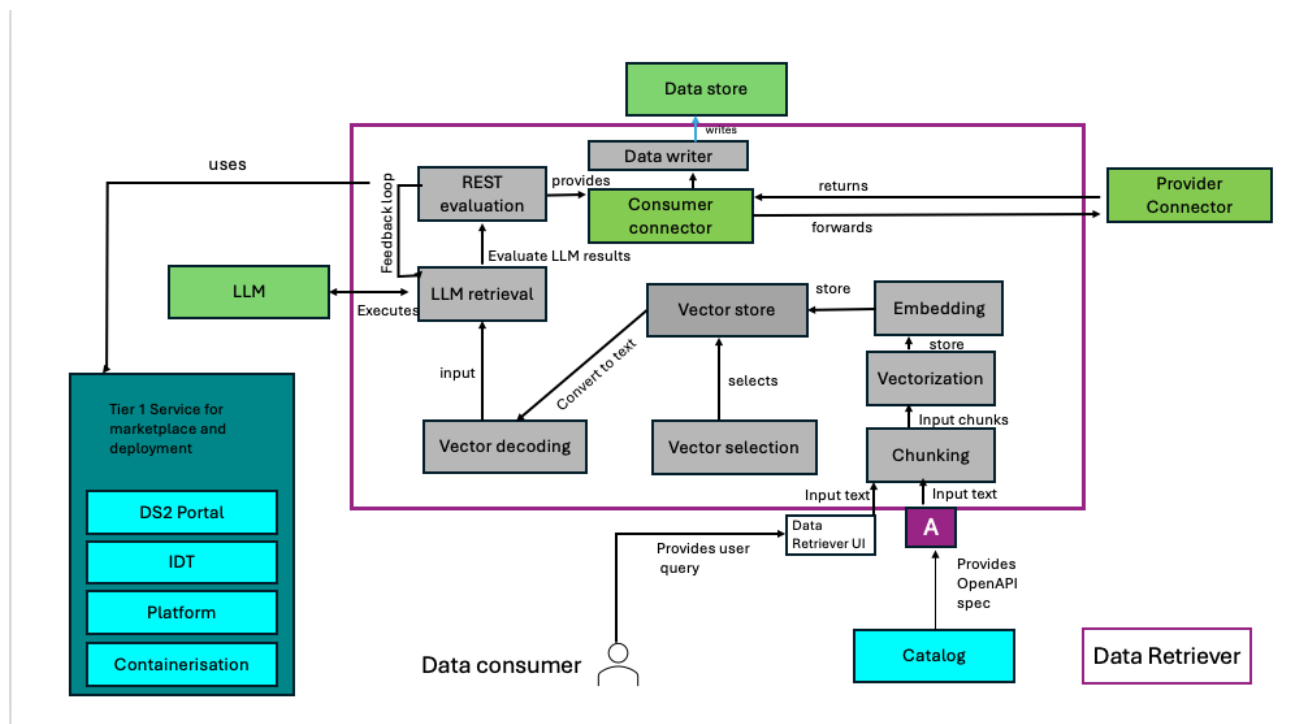 Data store
writes
Data writer
uses
REST
evaluation
provides
Consumer
connector
returns
forwards
Provider
Connector
Feedback loop
Evaluate LLM results
LLM
Executes
LLM retrieval
Vector store
store
Embedding
store
Vectorization
Input chunks
Chunking
input
Convert to text
selects
Vector decoding
Vector selection
Input text
Input text
Tier 1 Service for
marketplace and
deployment
DS2 Portal
IDT
Platform
Containerisation
Data
Retriever UI
A
Provides user
query
Provides
OpenAPI
spec
Data consumer
Catalog
Data Retriever